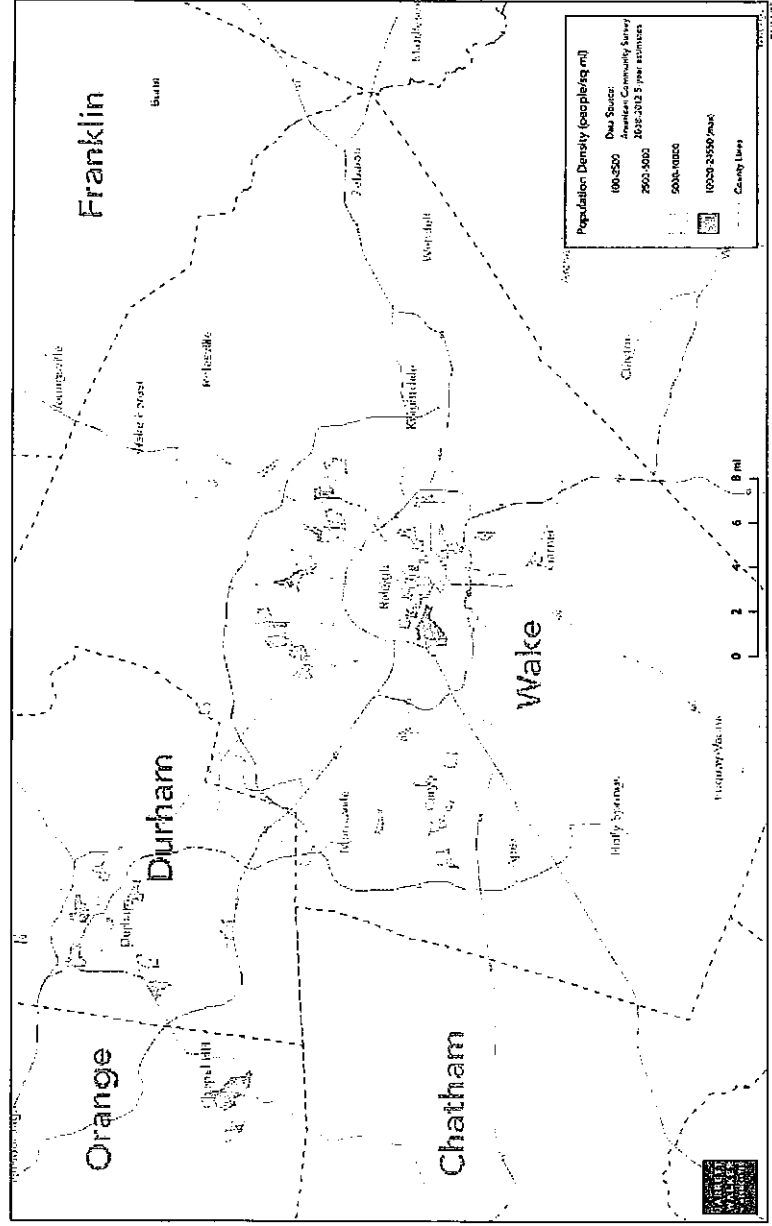 Franklin
Bunn
Youngsville
Wake Forest
Rolesville
Zebulon
Wendell
Knightdale
Durham
Durham
Raleigh
Orange
Chapel Hill
Morrisville
Cary
Apex
Garner
Clayton
Wake
Holly Springs
Fuquay-Varina
Chatham
0 2 4 6 8 mi
Population Density (people/sq mi)
Data Source:
American Community Survey
2008-2012 5-year estimates
100-2500
2500-5000
5000-10000
10000-24550 (max)
County Lines
JARRETT
WALKER